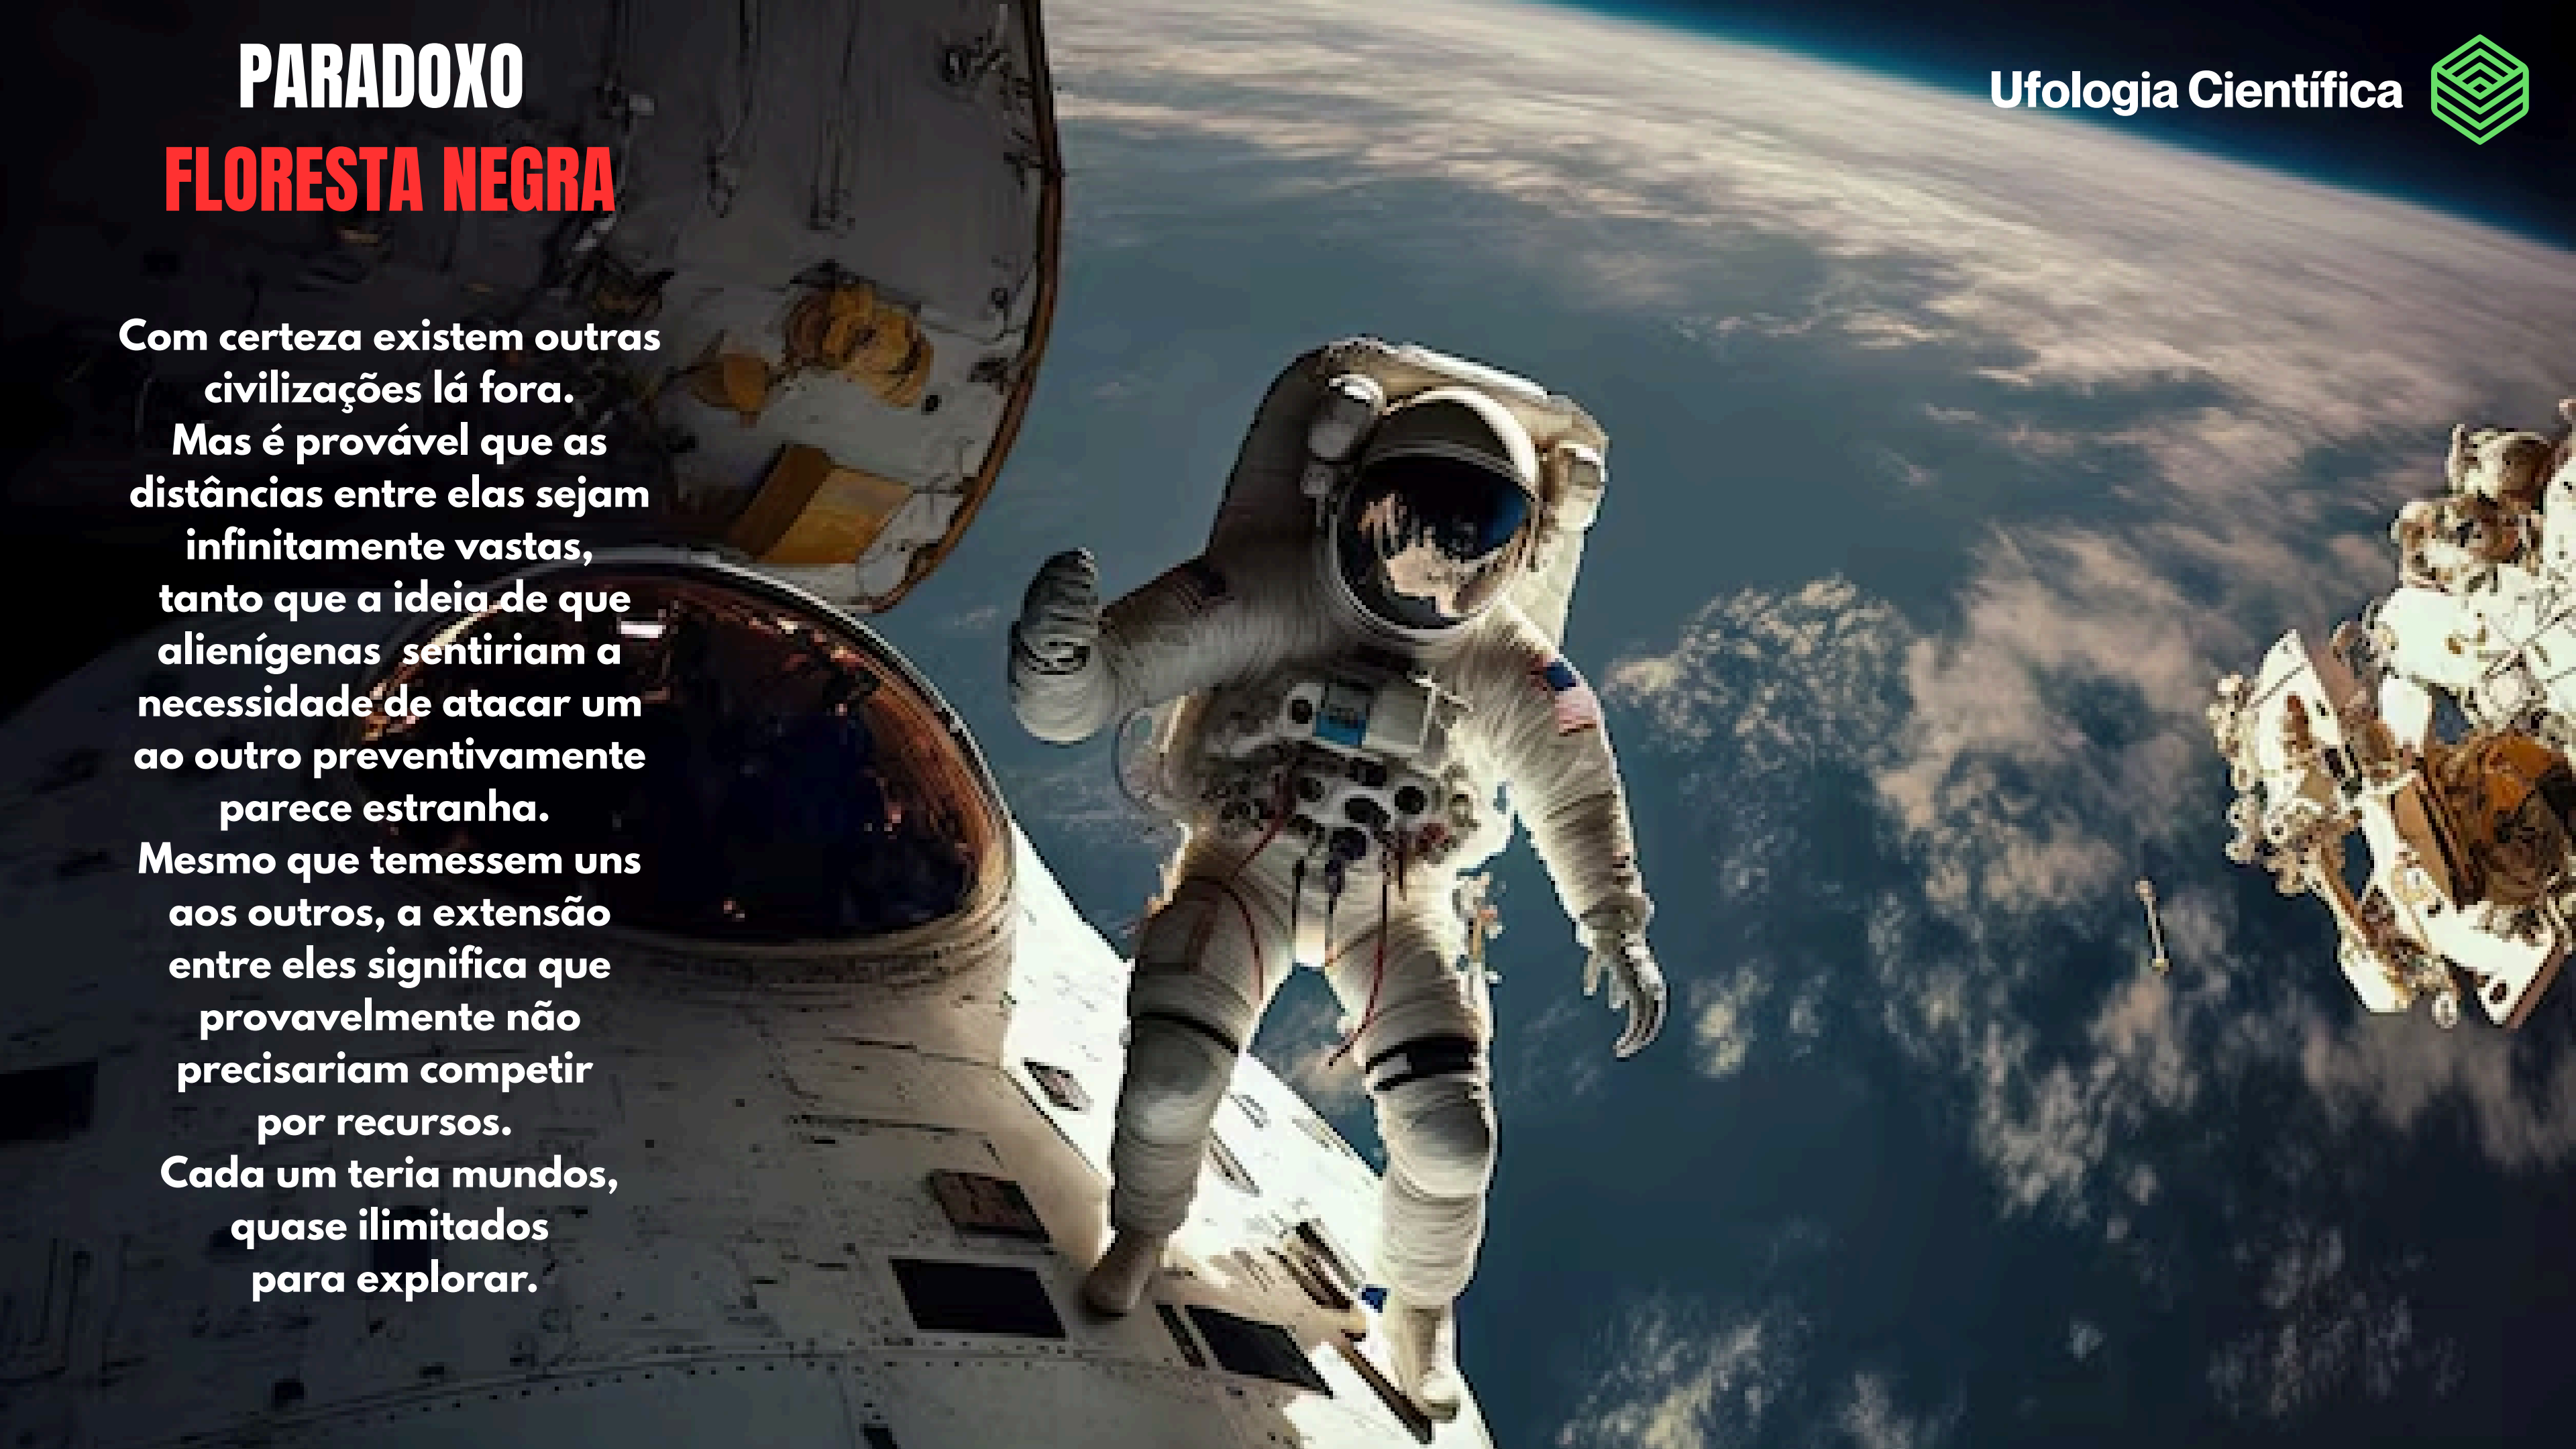 PARADOXO
FLORESTA NEGRA
Ufologia Científica
Com certeza existem outras
civilizações lá fora.
Mas é provável que as
distâncias entre elas sejam
infinitamente vastas,
tanto que a ideia de que
alienígenas  sentiriam a
necessidade de atacar um
ao outro preventivamente
parece estranha.
Mesmo que temessem uns
aos outros, a extensão
entre eles significa que
provavelmente não
precisariam competir
por recursos.
Cada um teria mundos,
quase ilimitados
para explorar.